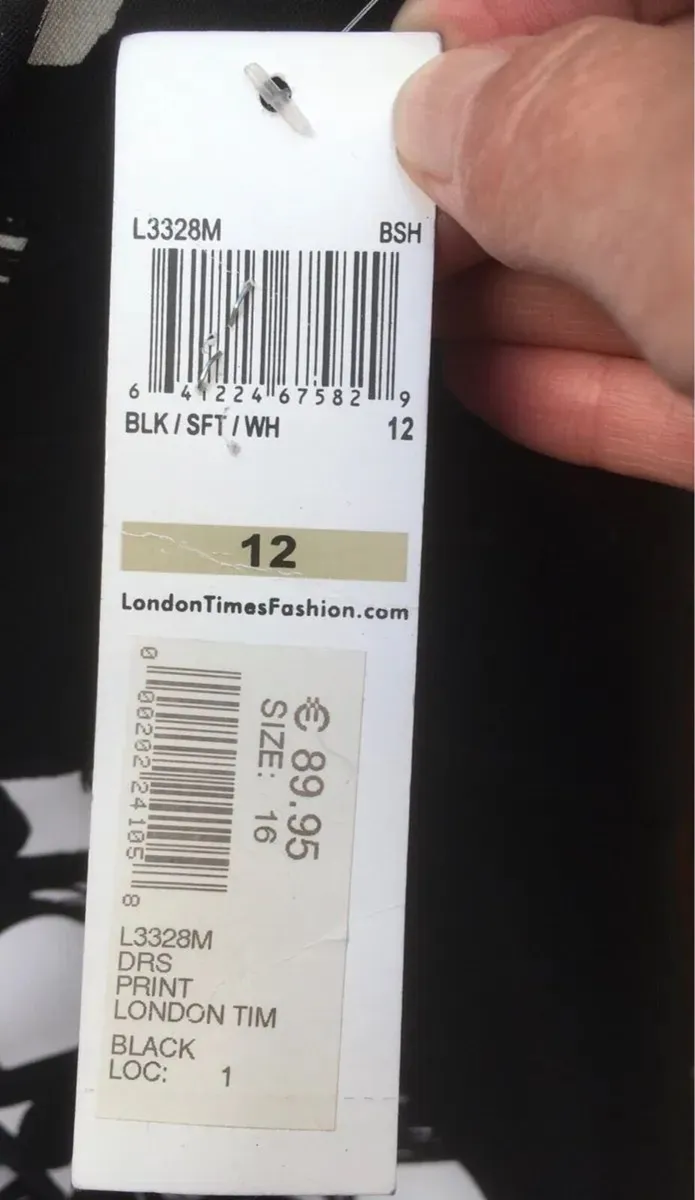 L3328M BSH
6 41224 67582 9
BLK / SFT / WH 12
12
LondonTimesFashion.com
€ 89.95
SIZE: 16
0 00202 24105 8
L3328M
DRS
PRINT
LONDON TIM
BLACK
LOC: 1